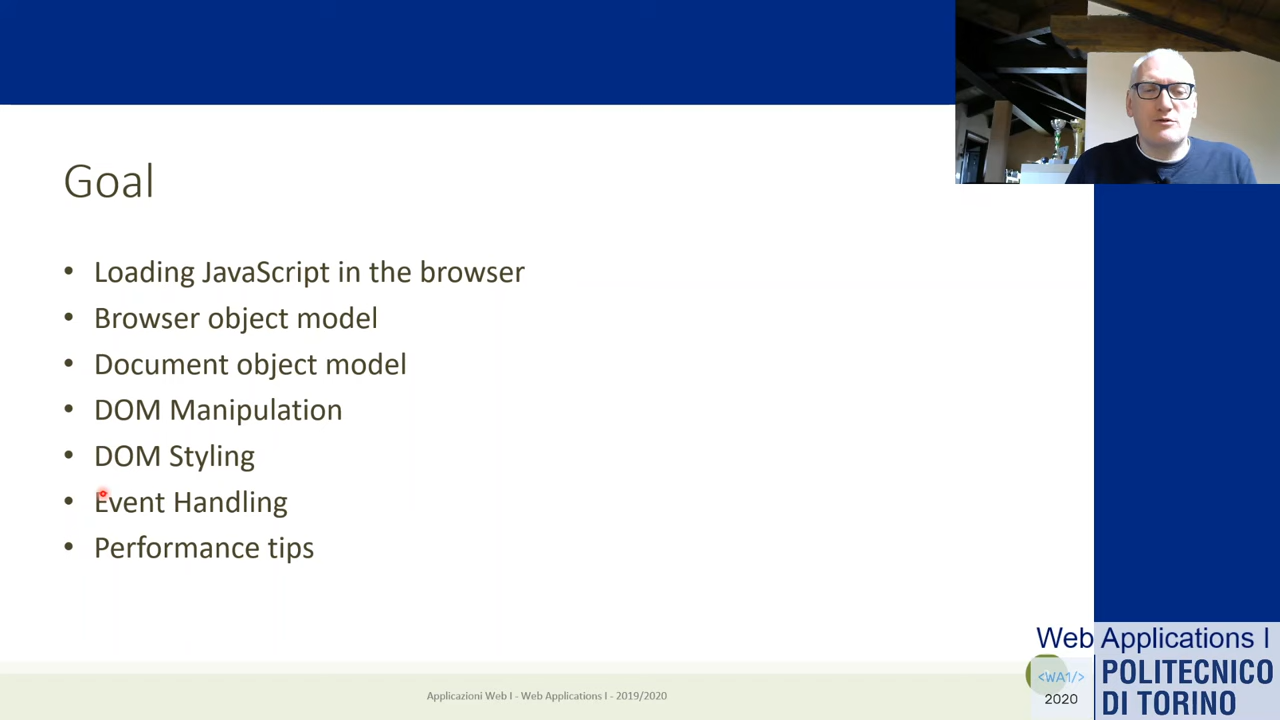 Goal
• Loading JavaScript in the browser
• Browser object model
• Document object model
• DOM Manipulation
• DOM Styling
• Event Handling
• Performance tips
Applicazioni Web I - Web Applications I - 2019/2020
Web Applications I
<WA1/>
2020
POLITECNICO
DI TORINO